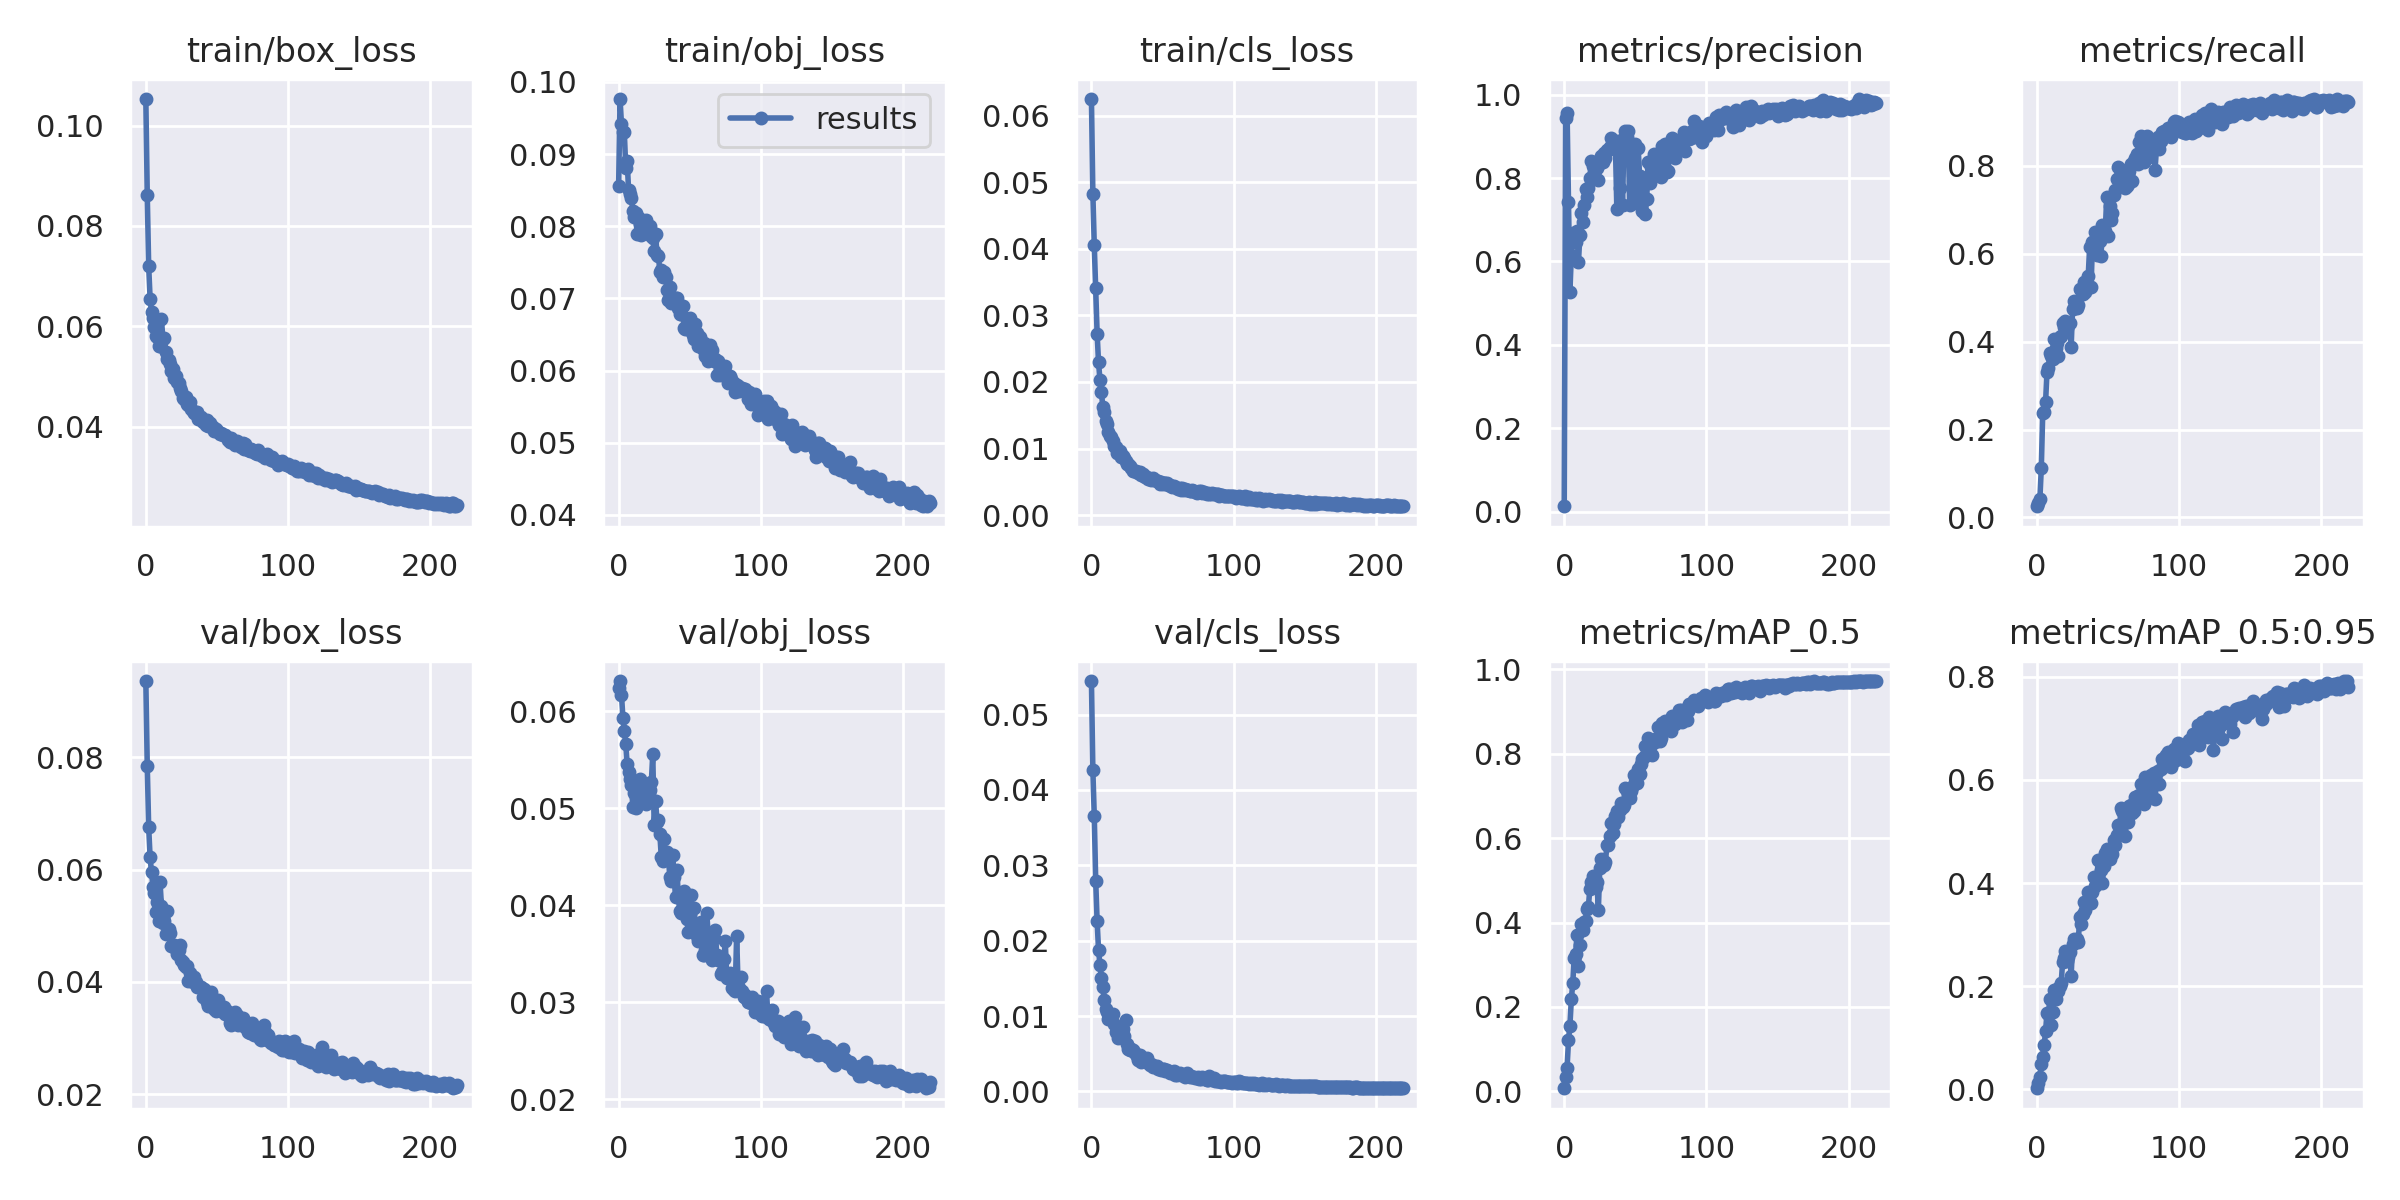 train/box_loss
0.10
0.08
0.06
0.04
0 100 200
train/obj_loss
results
0.10
0.09
0.08
0.07
0.06
0.05
0.04
0 100 200
train/cls_loss
0.06
0.05
0.04
0.03
0.02
0.01
0.00
0 100 200
metrics/precision
1.0
0.8
0.6
0.4
0.2
0.0
0 100 200
metrics/recall
0.8
0.6
0.4
0.2
0.0
0 100 200
val/box_loss
0.08
0.06
0.04
0.02
0 100 200
val/obj_loss
0.06
0.05
0.04
0.03
0.02
0 100 200
val/cls_loss
0.05
0.04
0.03
0.02
0.01
0.00
0 100 200
metrics/mAP_0.5
1.0
0.8
0.6
0.4
0.2
0.0
0 100 200
metrics/mAP_0.5:0.95
0.8
0.6
0.4
0.2
0.0
0 100 200